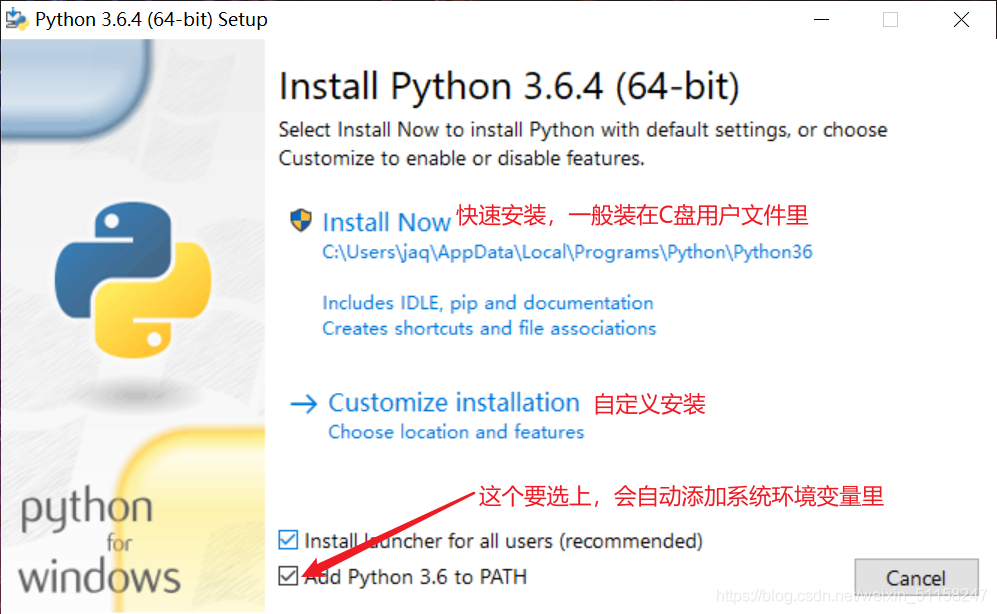 Python 3.6.4 (64-bit) Setup
Install Python 3.6.4 (64-bit)
Select Install Now to install Python with default settings, or choose
Customize to enable or disable features.
Install Now 快速安装，一般装在C盘用户文件里
C:\Users\jaq\AppData\Local\Programs\Python\Python36
Includes IDLE, pip and documentation
Creates shortcuts and file associations
Customize installation 自定义安装
Choose location and features
这个要选上，会自动添加系统环境变量里
Install launcher for all users (recommended)
Add Python 3.6 to PATH
python
for
windows
Cancel
https://blog.csdn.net/weixin_51158247